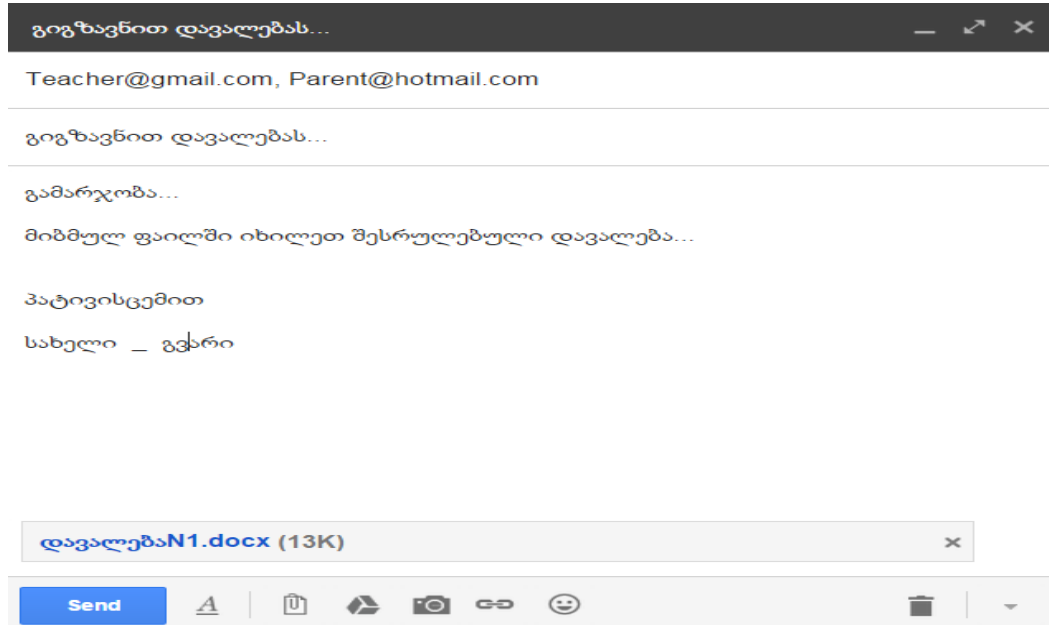 გიგზავნით დავალებას...
Teacher@gmail.com, Parent@hotmail.com
გიგზავნით დავალებას...
გამარჯობა...
მიბმულ ფაილში იხილეთ შესრულებული დავალება...
პატივისცემით
სახელი _ გვარი
დავალებაN1.docx (13K)
Send
A